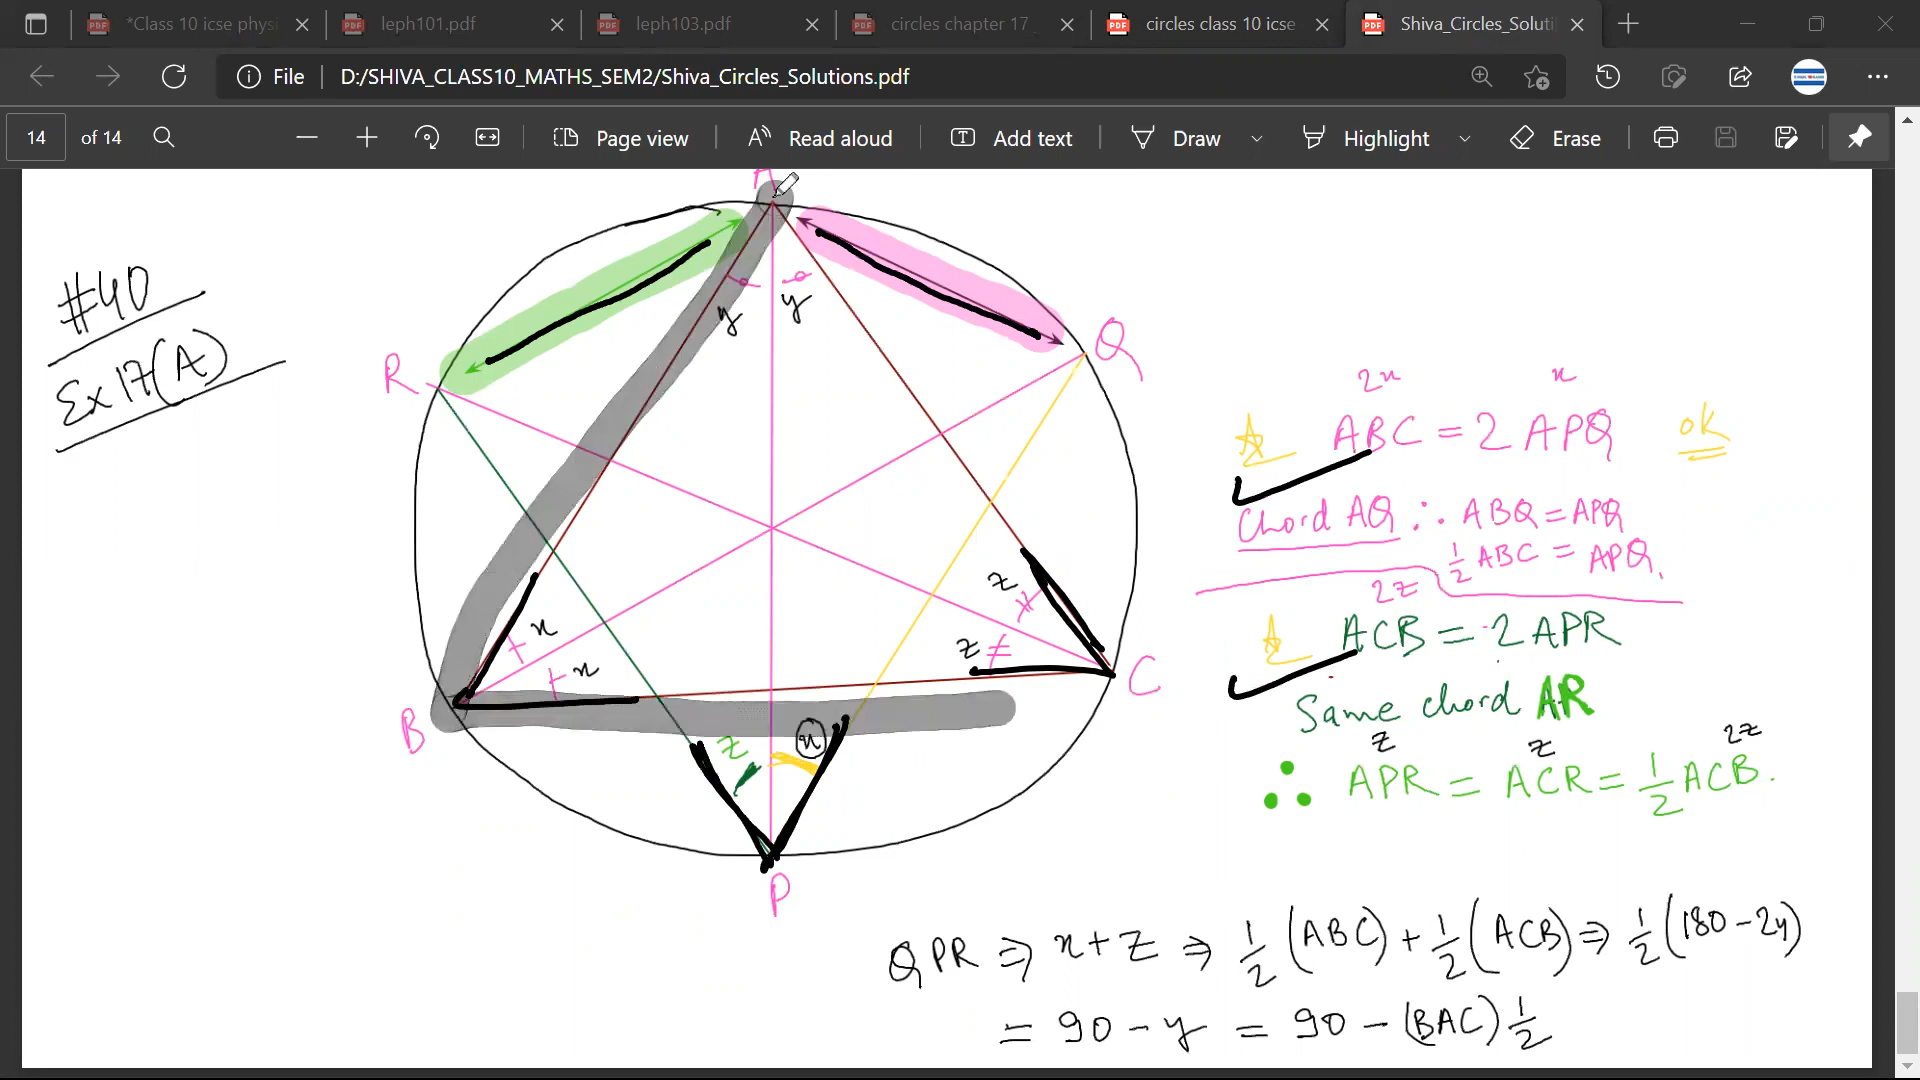 *Class 10 icse physi
leph101.pdf
leph103.pdf
circles chapter 17
circles class 10 icse
Shiva_Circles_Soluti
File
D:/SHIVA_CLASS10_MATHS_SEM2/Shiva_Circles_Solutions.pdf
14 of 14
Page view
Read aloud
Add text
Draw
Highlight
Erase
A
#40
Ex 17(A)
y y
R
Q
2x x
ABC = 2 APQ ok
Chord AQ ∴ ABQ = APQ
1/2 ABC = APQ.
2z
ACB = 2 APR
Same chord AR
z z 2z
∴ APR = ACR = 1/2 ACB.
z
z
x
x
C
B
z x
P
QPR ⇒ x + z ⇒ 1/2 (ABC) + 1/2 (ACB) ⇒ 1/2 (180 - 2y)
= 90 - y = 90 - (BAC) 1/2